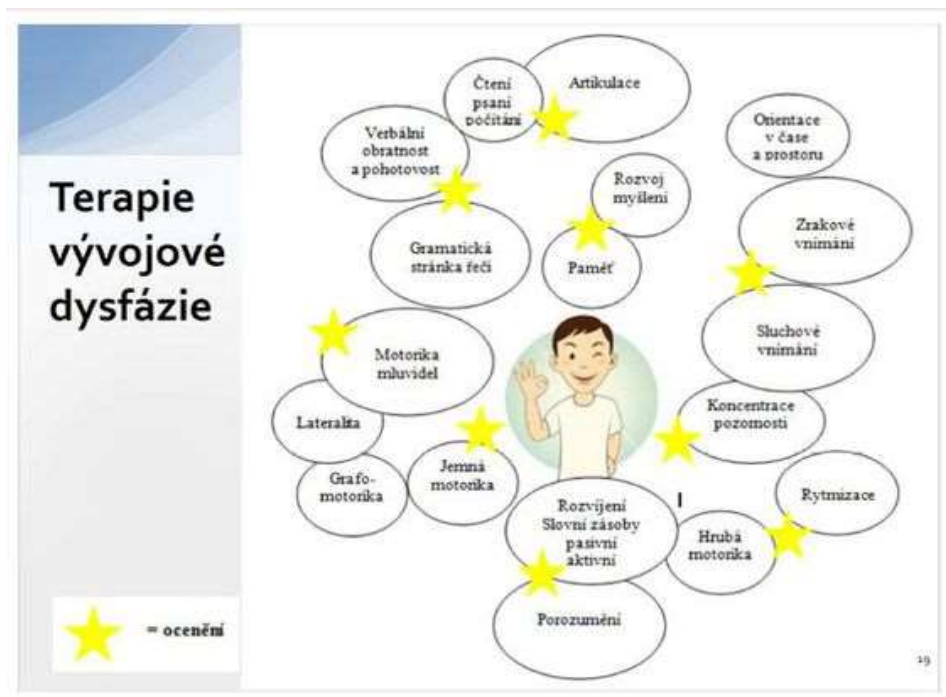 Terapie
vývojové
dysfázie
Čtení
psaní
počítání
Artikulace
Verbální
obratnost
a pohotovost
Orientace
v čase
a prostoru
Rozvoj
myšlení
Gramatická
stránka řeči
Paměť
Zrakové
vnímání
Motorika
mluvidel
Sluchové
vnímání
Lateralita
Koncentrace
pozornosti
Grafo-
motorika
Jemná
motorika
Rozvíjení
Slovní zásoby
pasivní
aktivní
Hrubá
motorika
Rytmizace
Porozumění
= ocenění
19